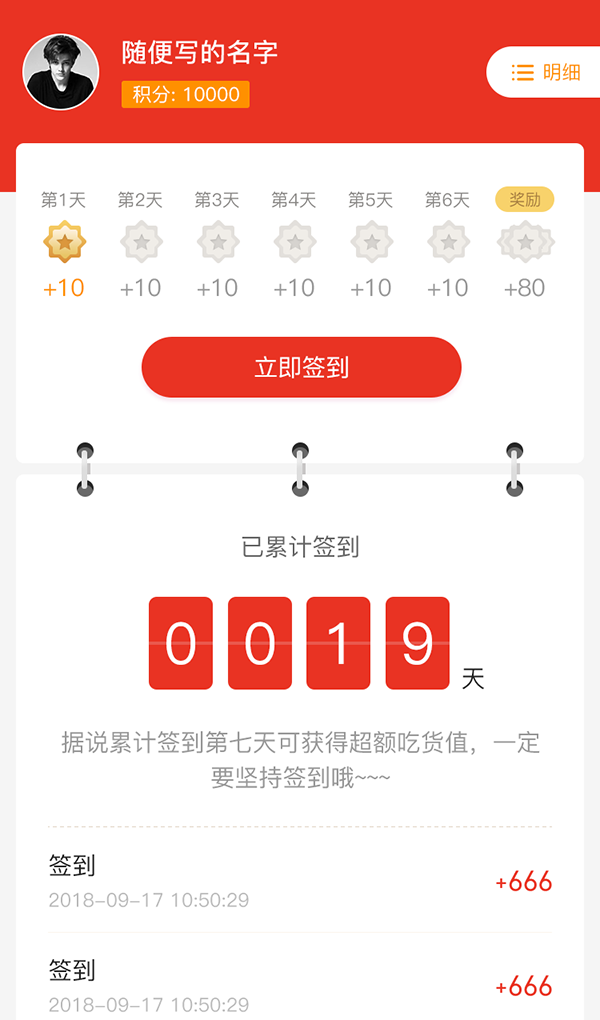 随便写的名字
积分: 10000
明细
第1天 第2天 第3天 第4天 第5天 第6天 奖励
+10 +10 +10 +10 +10 +10 +80
立即签到
已累计签到
0 0 1 9 天
据说累计签到第七天可获得超额吃货值，一定
要坚持签到哦~~~
签到
2018-09-17 10:50:29
+666
签到
2018-09-17 10:50:29
+666